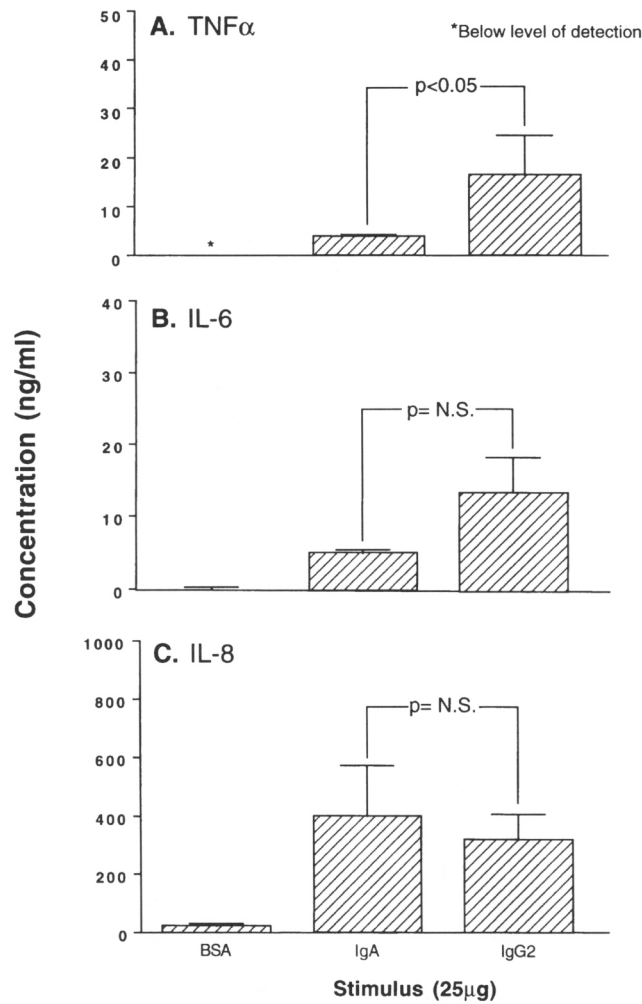 A. TNFα
*Below level of detection
50
40
30
20
10
0
p<0.05
*
B. IL-6
40
30
20
10
0
p= N.S.
Concentration (ng/ml)
C. IL-8
1000
800
600
400
200
0
p= N.S.
BSA IgA IgG2
Stimulus (25µg)